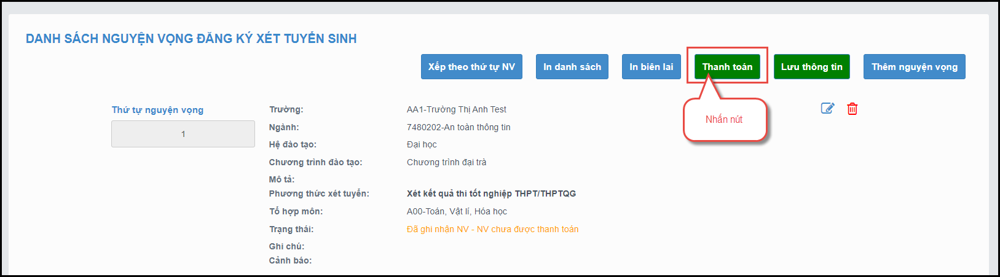 DANH SÁCH NGUYỆN VỌNG ĐĂNG KÝ XÉT TUYỂN SINH
Xếp theo thứ tự NV In danh sách In biên lai Thanh toán Lưu thông tin Thêm nguyện vọng
Nhấn nút
Thứ tự nguyện vọng
1
Trường: AA1-Trường Thị Anh Test
Ngành: 7480202-An toàn thông tin
Hệ đào tạo: Đại học
Chương trình đào tạo: Chương trình đại trà
Mô tả:
Phương thức xét tuyển: Xét kết quả thi tốt nghiệp THPT/THPTQG
Tổ hợp môn: A00-Toán, Vật lí, Hóa học
Trạng thái: Đã ghi nhận NV - NV chưa được thanh toán
Ghi chú:
Cảnh báo: